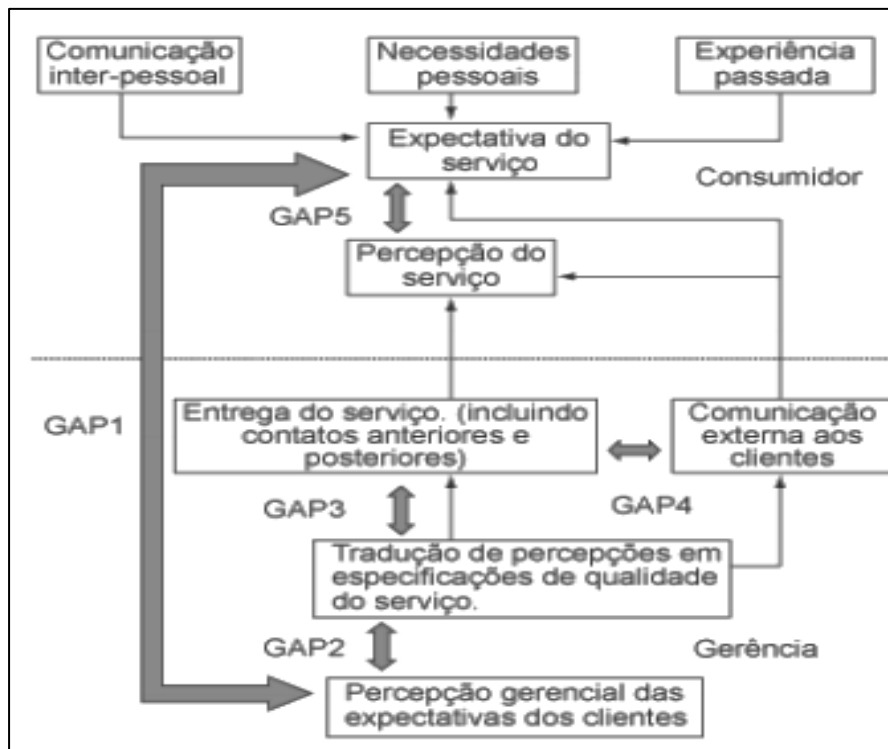 Comunicação
inter-pessoal
Necessidades
pessoais
Experiência
passada
Expectativa do
serviço
Consumidor
GAP5
Percepção do
serviço
GAP1
Entrega do serviço. (incluindo
contatos anteriores e
posteriores)
Comunicação
externa aos
clientes
GAP3
GAP4
Tradução de percepções em
especificações de qualidade
do serviço.
GAP2
Gerência
Percepção gerencial das
expectativas dos clientes